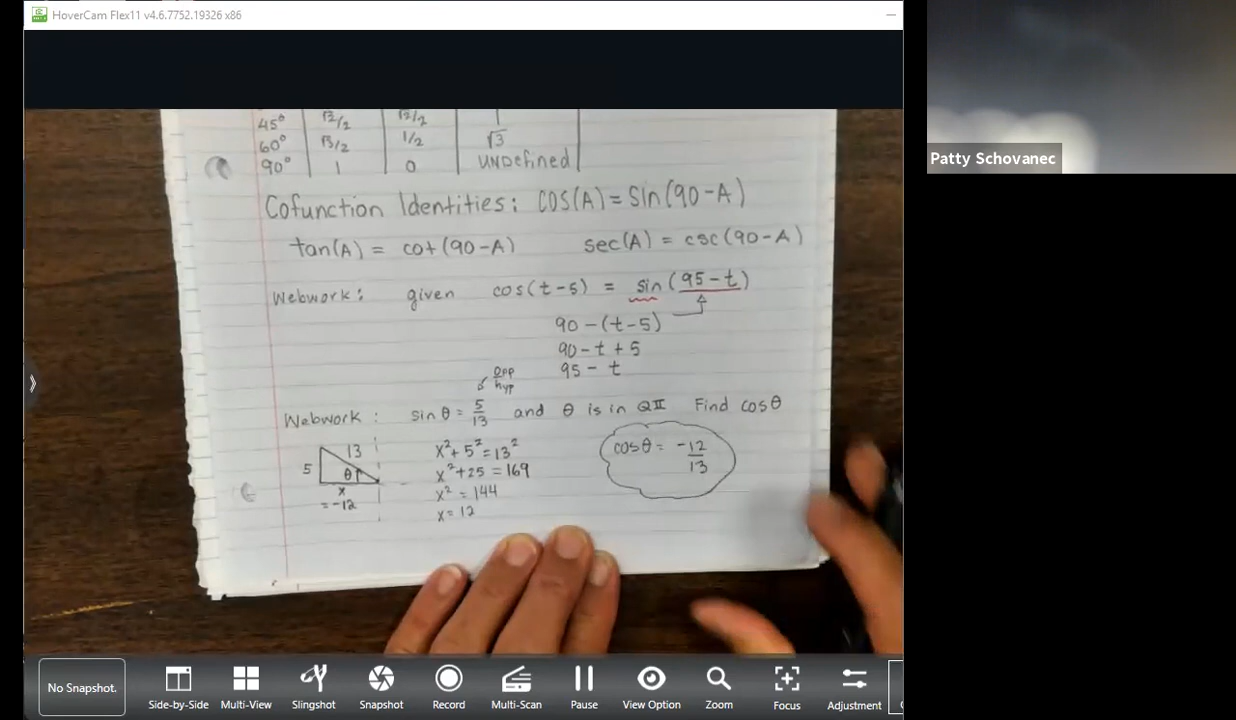 HoverCam Flex11 v4.6.7752.19326 x86
Patty Schovanec
45° √2/2 √2/2 1
60° √3/2 1/2 √3
90° 1 0 UNDefined
Cofunction Identities: COS(A) = Sin(90-A)
tan(A) = cot(90-A) sec(A) = csc(90-A)
Webwork: given cos(t-5) = sin(95-t)
90-(t-5)
90-t+5
95-t
opp
hyp
Webwork: sinθ = 5/13 and θ is in QII Find cosθ
13
5
θ
x
= -12
x²+5²=13²
x²+25=169
x²=144
x=12
cosθ = -12/13
No Snapshot.
Side-by-Side Multi-View Slingshot Snapshot Record Multi-Scan Pause View Option Zoom Focus Adjustment